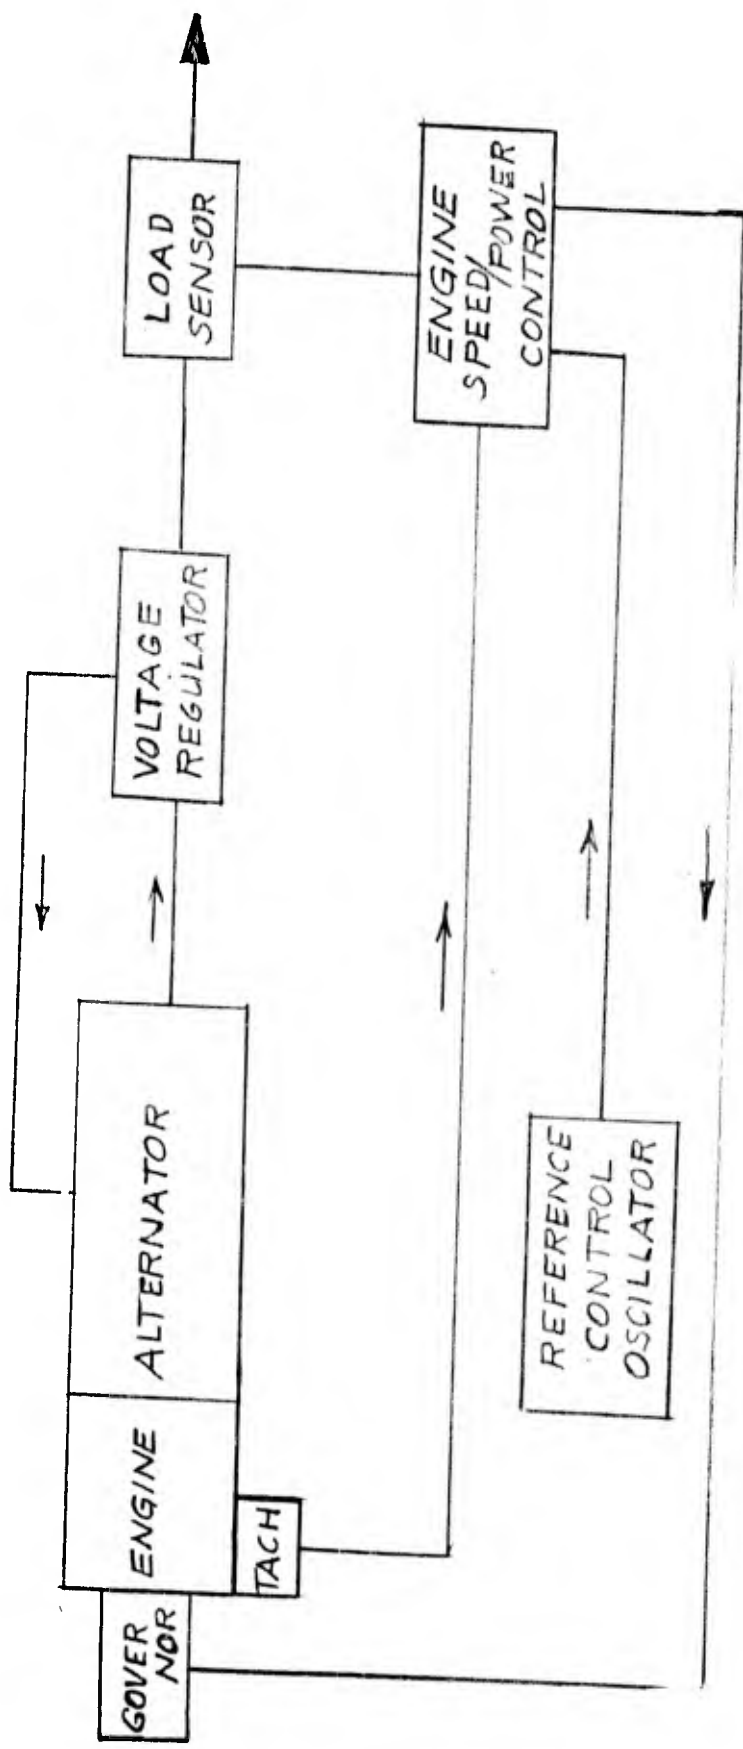 GOVER
NOR
ENGINE
TACH
ALTERNATOR
VOLTAGE
REGULATOR
LOAD
SENSOR
ENGINE
SPEED/POWER
CONTROL
REFERENCE
CONTROL
OSCILLATOR